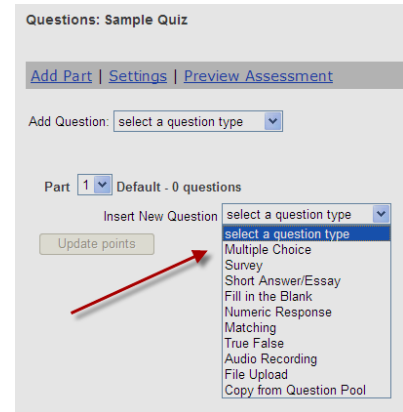 Questions: Sample Quiz
Add Part | Settings | Preview Assessment
Add Question: select a question type
Part 1 Default - 0 questions
Insert New Question select a question type
Update points
select a question type
Multiple Choice
Survey
Short Answer/Essay
Fill in the Blank
Numeric Response
Matching
True False
Audio Recording
File Upload
Copy from Question Pool